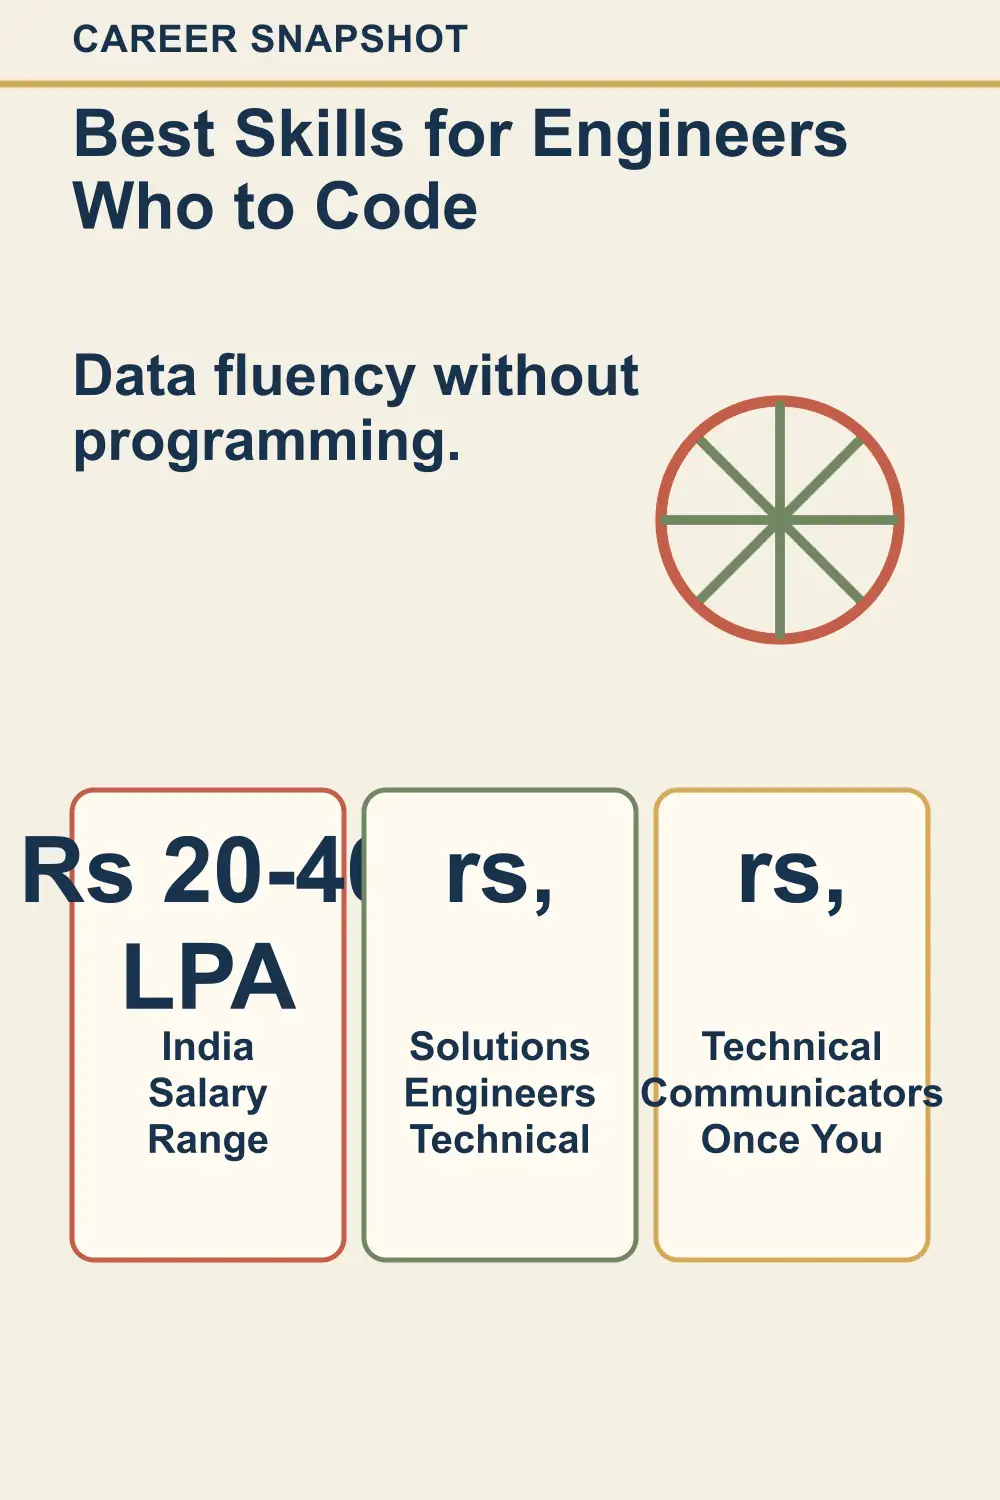 CAREER SNAPSHOT
Best Skills for Engineers
Who to Code
Data fluency without
programming.
Rs 20-40
LPA
India
Salary
Range
rs,
Solutions
Engineers
Technical
rs,
Technical
Communicators
Once You